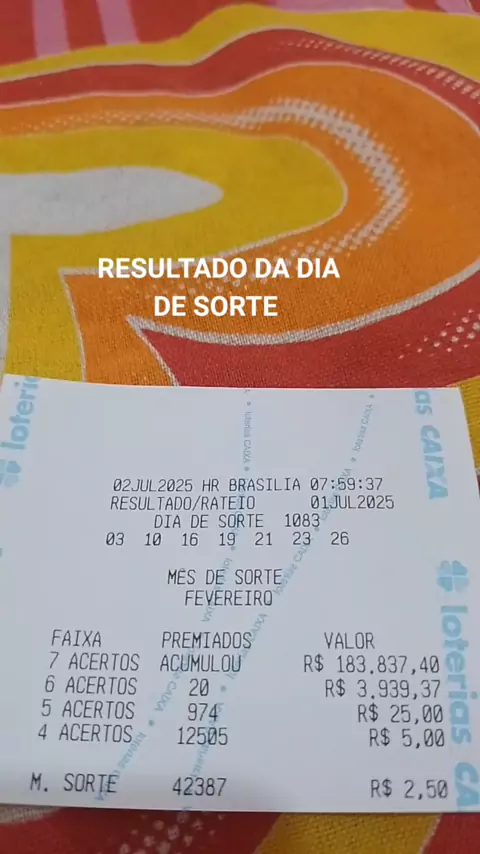 RESULTADO DA DIA
DE SORTE
loterias
as CAIXA
02JUL2025 HR BRASILIA 07:59:37
RESULTADO/RATEIO 01JUL2025
DIA DE SORTE 1083
03 10 16 19 21 23 26
MÊS DE SORTE
FEVEREIRO
FAIXA PREMIADOS VALOR
7 ACERTOS ACUMULOU R$ 183.837,40
6 ACERTOS 20 R$ 3.939,37
5 ACERTOS 974 R$ 25,00
4 ACERTOS 12505 R$ 5,00
M. SORTE 42387 R$ 2,50
loterias CA